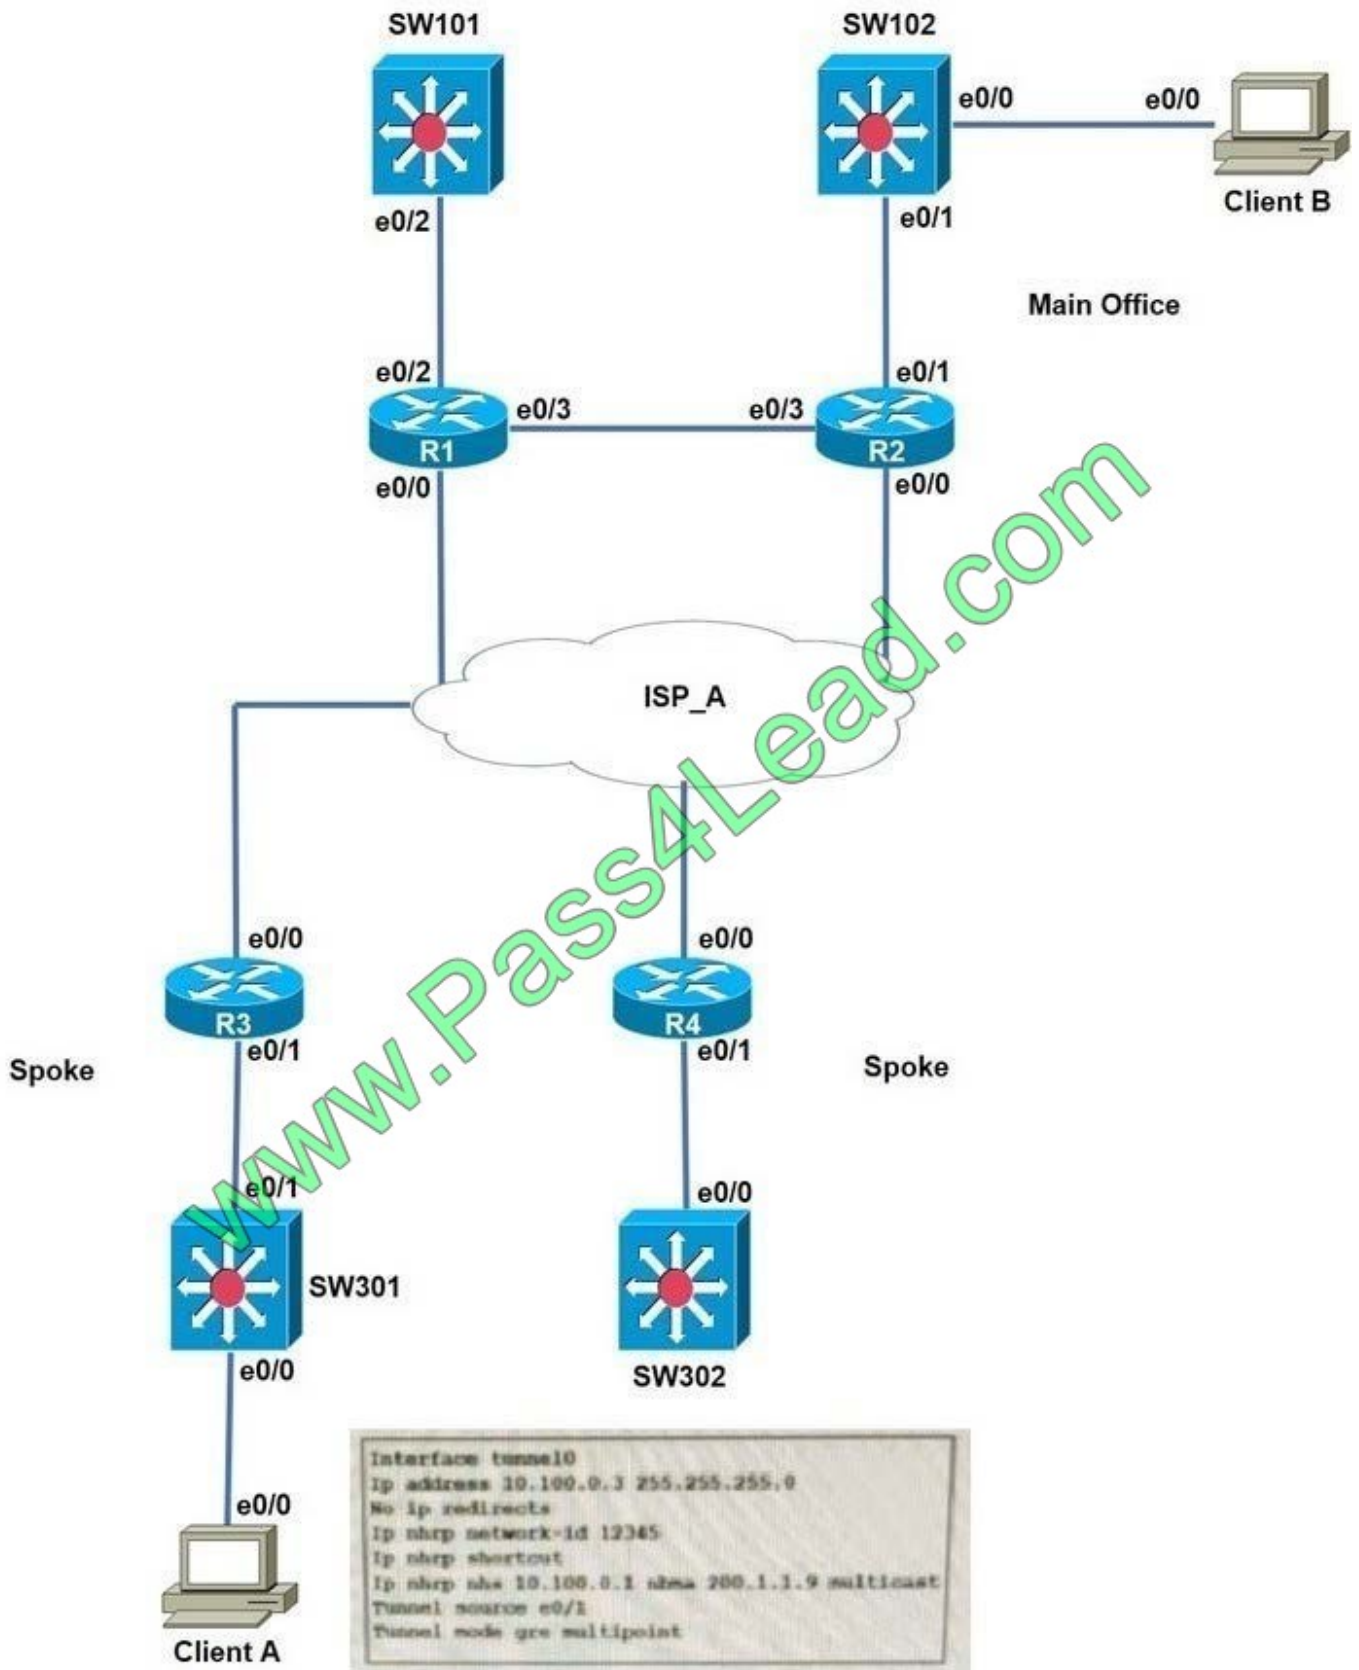 SW101
SW102
e0/0
e0/0
Client B
e0/2
e0/1
Main Office
e0/2
e0/1
e0/3
e0/3
R1
R2
e0/0
e0/0
ISP_A
www.Pass4Lead.com
e0/0
e0/0
R3
R4
e0/1
e0/1
Spoke
Spoke
e0/1
e0/0
SW301
e0/0
SW302
e0/0
Client A
Interface tunnel0
Ip address 10.100.0.3 255.255.255.0
No ip redirects
Ip nhrp network-id 12345
Ip nhrp shortcut
Ip nhrp nhs 10.100.0.1 nbma 200.1.1.9 multicast
Tunnel source e0/1
Tunnel mode gre multipoint